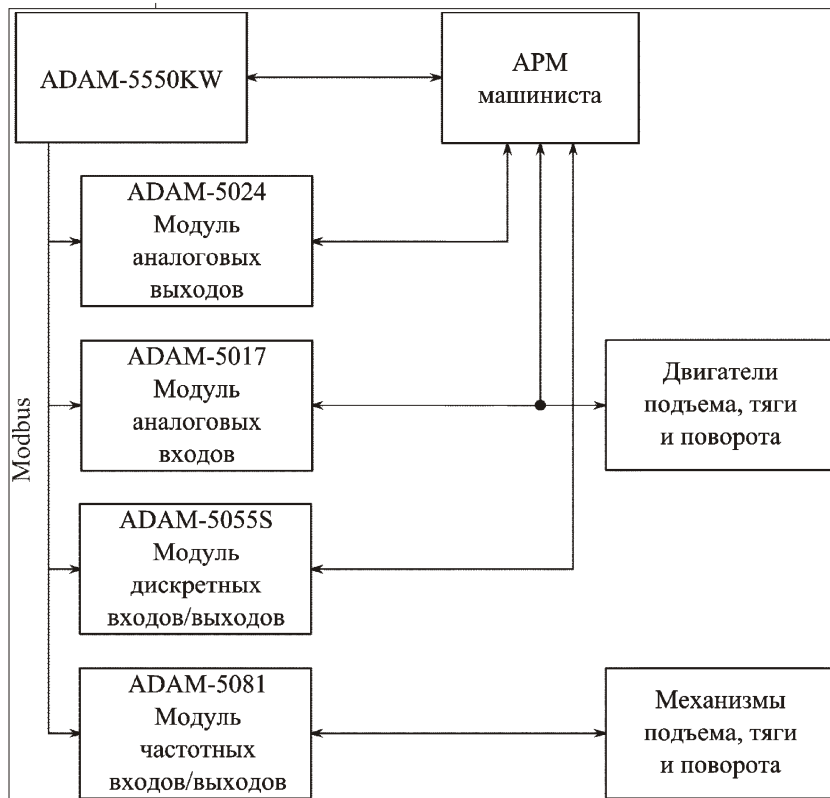 ADAM-5550KW
АРМ
машиниста
ADAM-5024
Модуль
аналоговых
выходов
ADAM-5017
Модуль
аналоговых
входов
Двигатели
подъема, тяги
и поворота
Modbus
ADAM-5055S
Модуль
дискретных
входов/выходов
ADAM-5081
Модуль
частотных
входов/выходов
Механизмы
подъема, тяги
и поворота